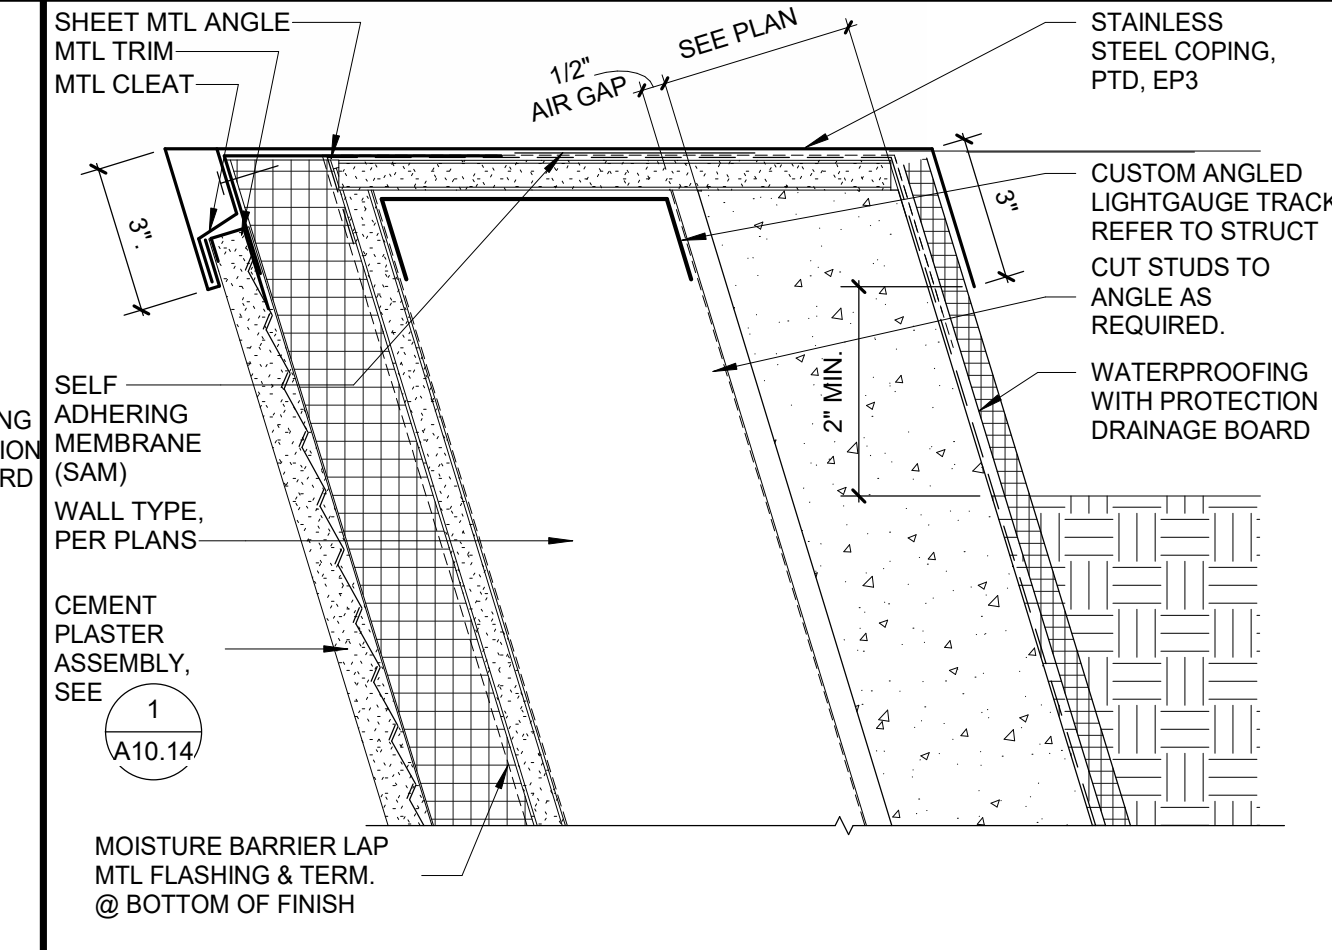 SHEET MTL ANGLE
MTL TRIM
MTL CLEAT
1/2"
AIR GAP
SEE PLAN
STAINLESS
STEEL COPING,
PTD, EP3
3"
3"
CUSTOM ANGLED
LIGHTGAUGE TRACK
REFER TO STRUCT
CUT STUDS TO
ANGLE AS
REQUIRED.
2" MIN.
WATERPROOFING
WITH PROTECTION
DRAINAGE BOARD
NG
ION
RD
SELF
ADHERING
MEMBRANE
(SAM)
WALL TYPE,
PER PLANS
CEMENT
PLASTER
ASSEMBLY,
SEE
1
A10.14
MOISTURE BARRIER LAP
MTL FLASHING & TERM.
@ BOTTOM OF FINISH